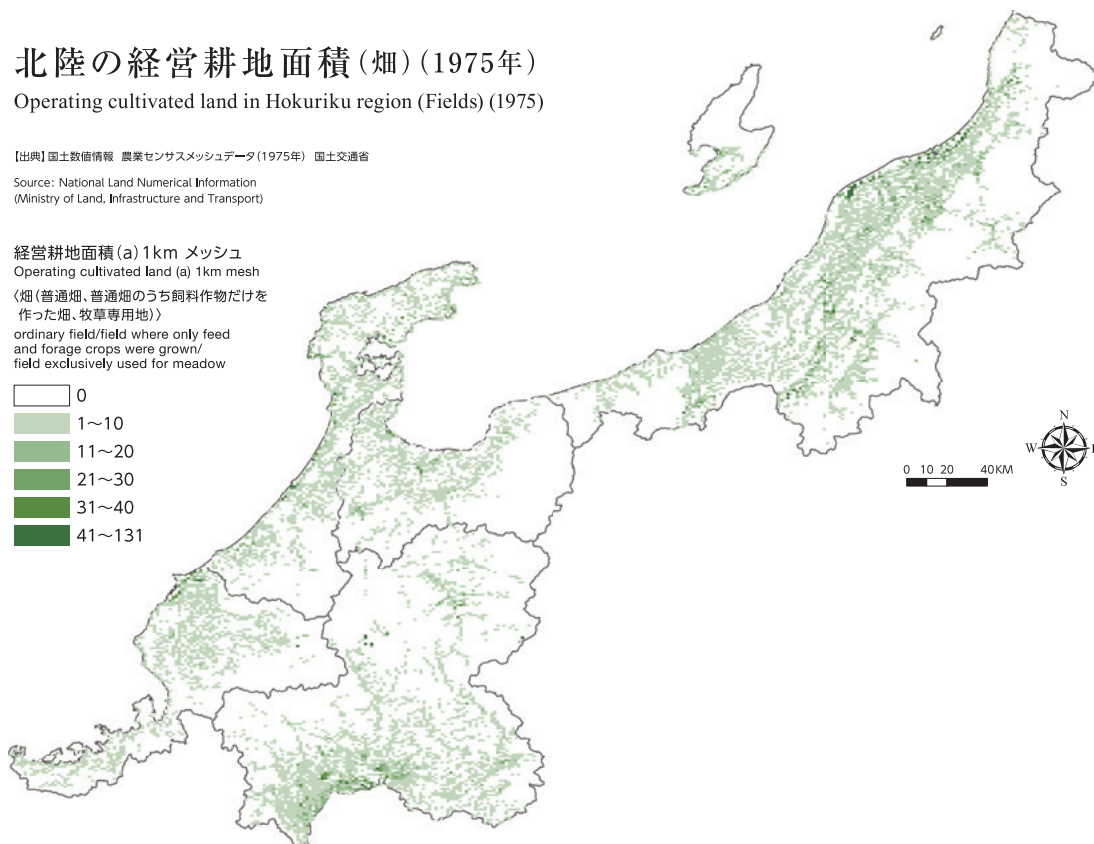 北陸の経営耕地面積(畑)(1975年)
Operating cultivated land in Hokuriku region (Fields) (1975)
【出典】国土数値情報 農業センサスメッシュデータ(1975年) 国土交通省
Source: National Land Numerical Information
(Ministry of Land, Infrastructure and Transport)
経営耕地面積(a)1km メッシュ
Operating cultivated land (a) 1km mesh
〈畑(普通畑、普通畑のうち飼料作物だけを
作った畑、牧草専用地)〉
ordinary field/field where only feed
and forage crops were grown/
field exclusively used for meadow
0
1〜10
11〜20
21〜30
31〜40
41〜131
N
W E
S
0 10 20 40KM